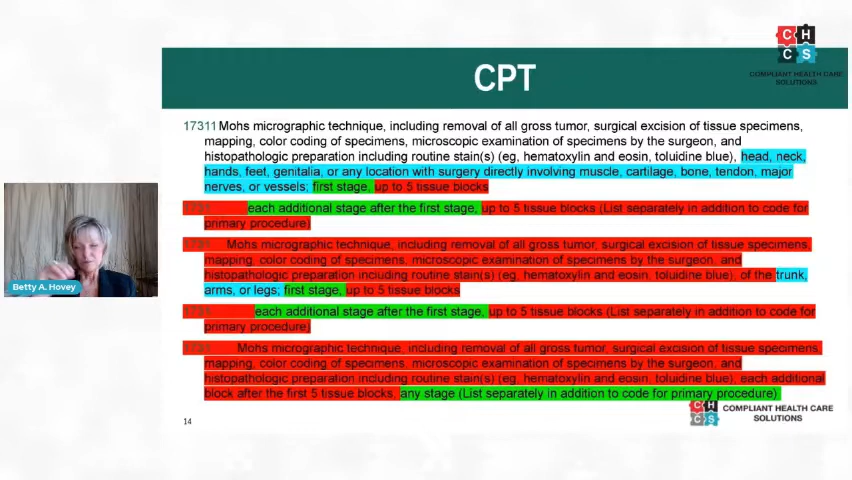 C H
C S
COMPLIANT HEALTH CARE
SOLUTIONS
CPT
17311 Mohs micrographic technique, including removal of all gross tumor, surgical excision of tissue specimens,
mapping, color coding of specimens, microscopic examination of specimens by the surgeon, and
histopathologic preparation including routine stain(s) (eg, hematoxylin and eosin, toluidine blue), head, neck,
hands, feet, genitalia, or any location with surgery directly involving muscle, cartilage, bone, tendon, major
nerves, or vessels; first stage, up to 5 tissue blocks
each additional stage after the first stage, up to 5 tissue blocks (List separately in addition to code for
primary procedure)
Mohs micrographic technique, including removal of all gross tumor, surgical excision of tissue specimens,
mapping, color coding of specimens, microscopic examination of specimens by the surgeon, and
histopathologic preparation including routine stain(s) (eg, hematoxylin and eosin, toluidine blue), of the trunk,
arms, or legs; first stage, up to 5 tissue blocks
each additional stage after the first stage, up to 5 tissue blocks (List separately in addition to code for
primary procedure)
Mohs micrographic technique, including removal of all gross tumor, surgical excision of tissue specimens,
mapping, color coding of specimens, microscopic examination of specimens by the surgeon, and
histopathologic preparation including routine stain(s) (eg, hematoxylin and eosin, toluidine blue), each additional
block after the first 5 tissue blocks, any stage (List separately in addition to code for primary procedure)
Betty A. Hovey
14
C H
C S
COMPLIANT HEALTH CARE
SOLUTIONS